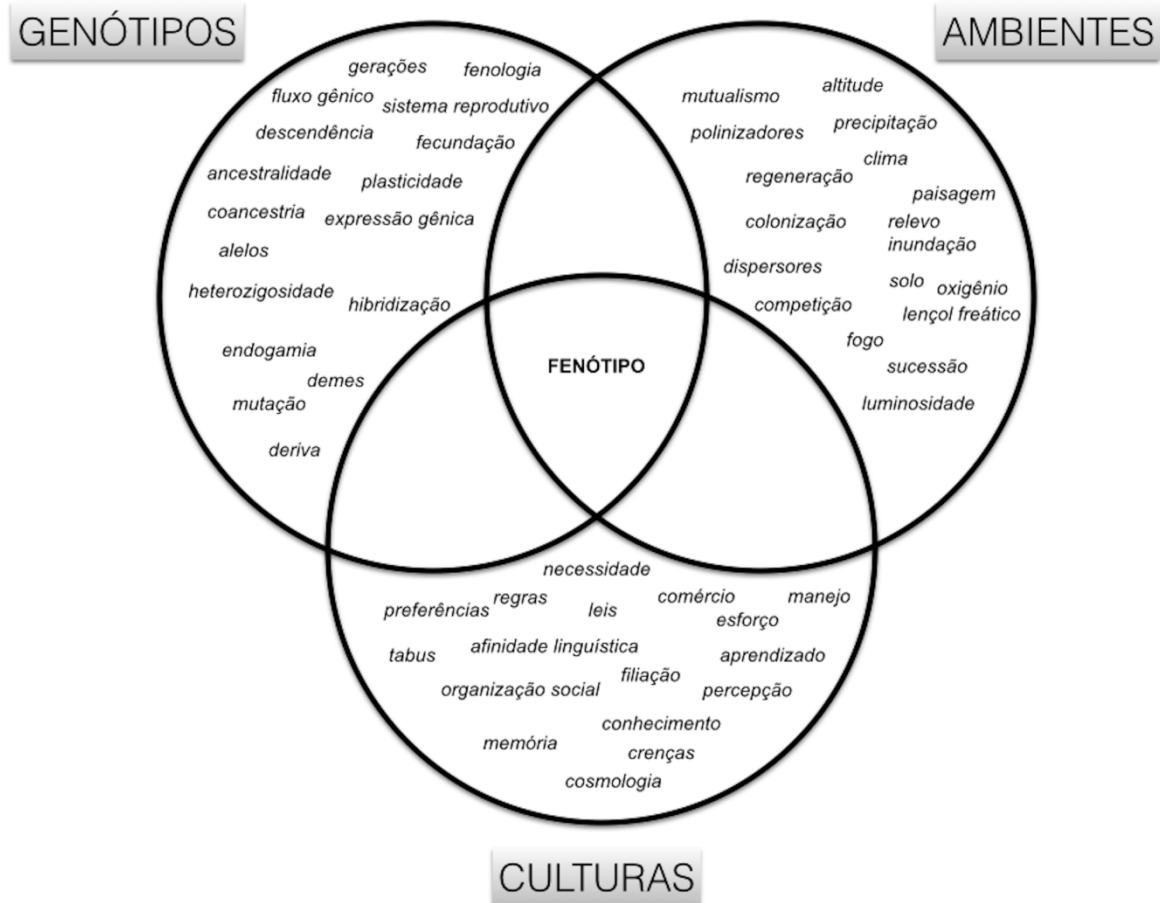 GENÓTIPOS
AMBIENTES
gerações
fenologia
fluxo gênico
sistema reprodutivo
descendência
fecundação
ancestralidade
plasticidade
coancestria
expressão gênica
alelos
heterozigosidade
hibridização
endogamia
demes
mutação
deriva
mutualismo
altitude
polinizadores
precipitação
clima
regeneração
paisagem
colonização
relevo
inundação
dispersores
solo
oxigênio
competição
lençol freático
fogo
sucessão
luminosidade
FENÓTIPO
necessidade
preferências
regras
leis
comércio
manejo
esforço
tabus
afinidade linguística
aprendizado
filiação
organização social
percepção
conhecimento
memória
crenças
cosmologia
CULTURAS